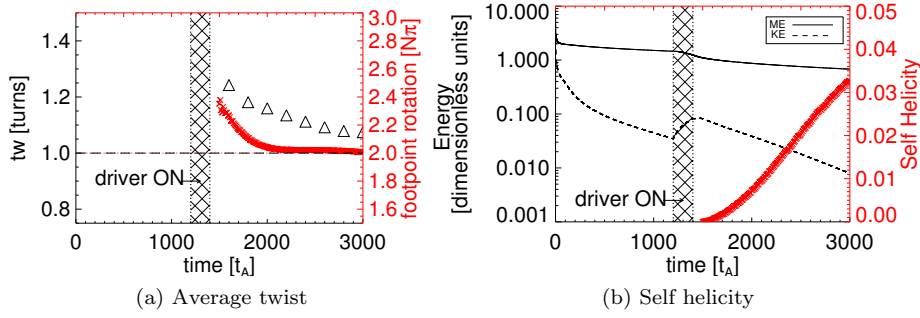 1.4
1.2
1.0
0.8
tw [turns]
driver ON
3.0
2.8
2.6
2.4
2.2
2.0
1.8
1.6
footpoint rotation [Nπ]
0 1000 2000 3000
time [t_A]
(a) Average twist
10.000
1.000
0.100
0.010
0.001
Energy
[dimensionless units]
ME
KE
driver ON
0.05
0.04
0.03
0.02
0.01
0.00
Self Helicity
0 1000 2000 3000
time [t_A]
(b) Self helicity